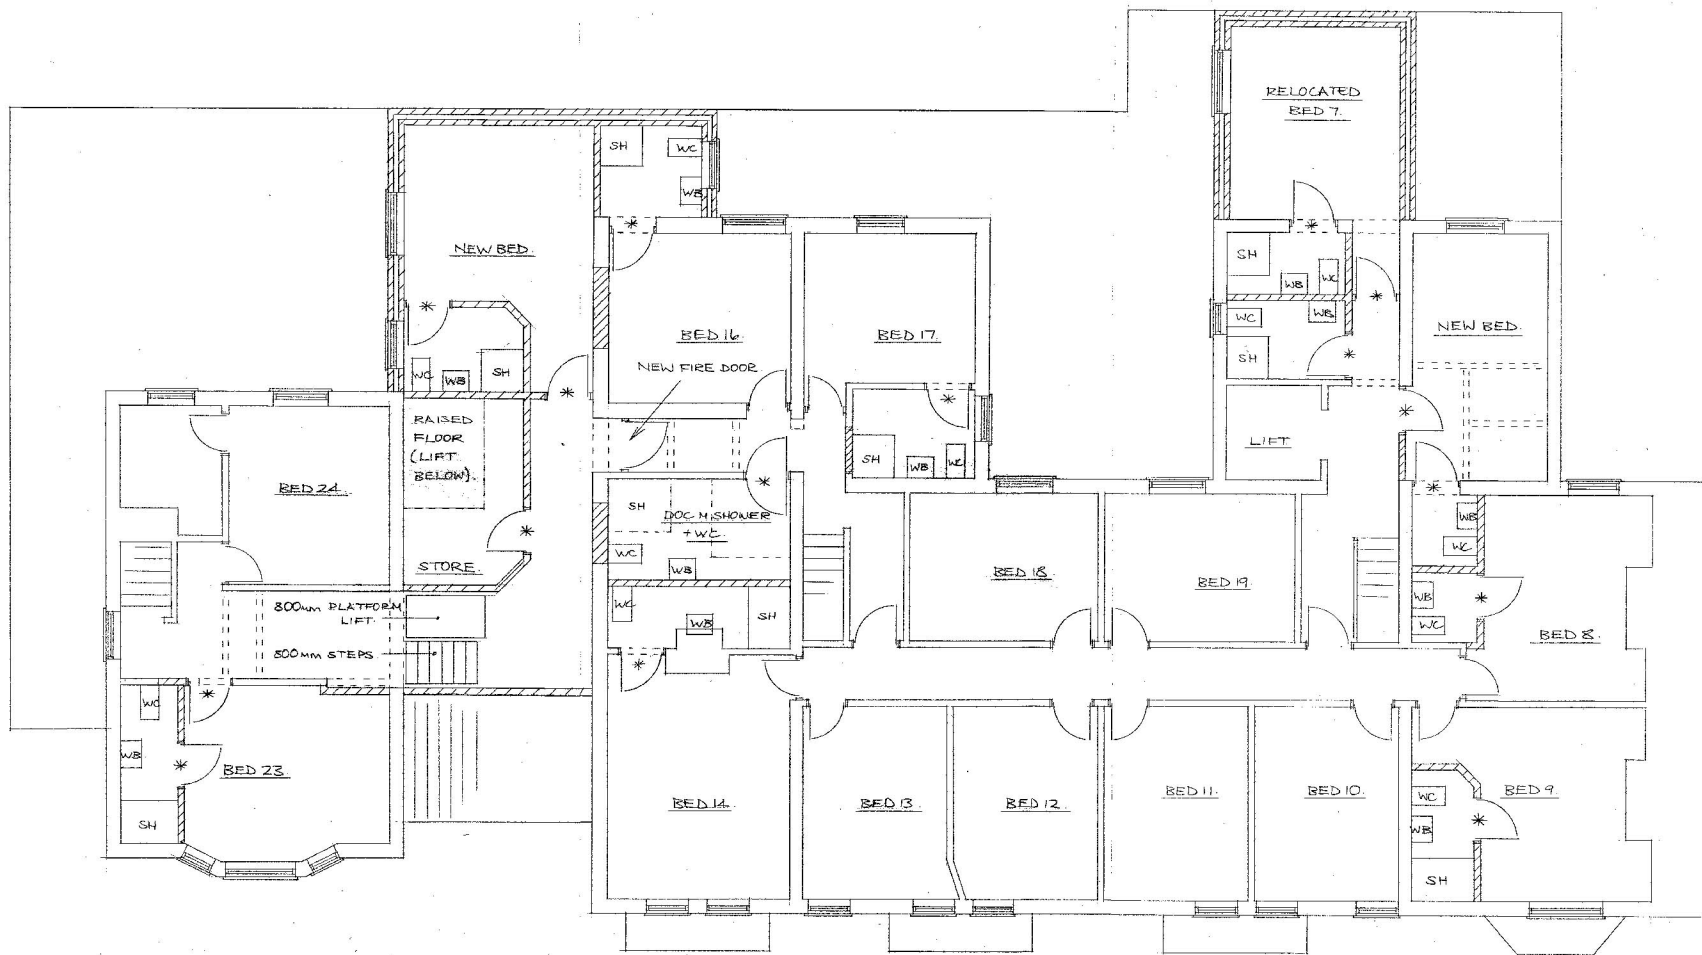 RELOCATED
BED 7.
SH
WC
WB
NEW BED.
SH
WB
WC
WC
WB
SH
NEW BED.
BED 16.
BED 17.
NEW FIRE DOOR
WC
WB
SH
LIFT
RAISED
FLOOR
(LIFT
BELOW).
SH
WB
WC
BED 24.
SH
DOC M SHOWER
+ WC.
WC
WB
WB
WC
STORE.
BED 18.
BED 19.
WB
WC
BED 8.
800mm PLATFORM
LIFT.
800mm STEPS.
WC
WB
SH
WC
WB
BED 23.
SH
BED 14.
BED 13.
BED 12.
BED 11.
BED 10.
BED 9.
WC
WB
SH